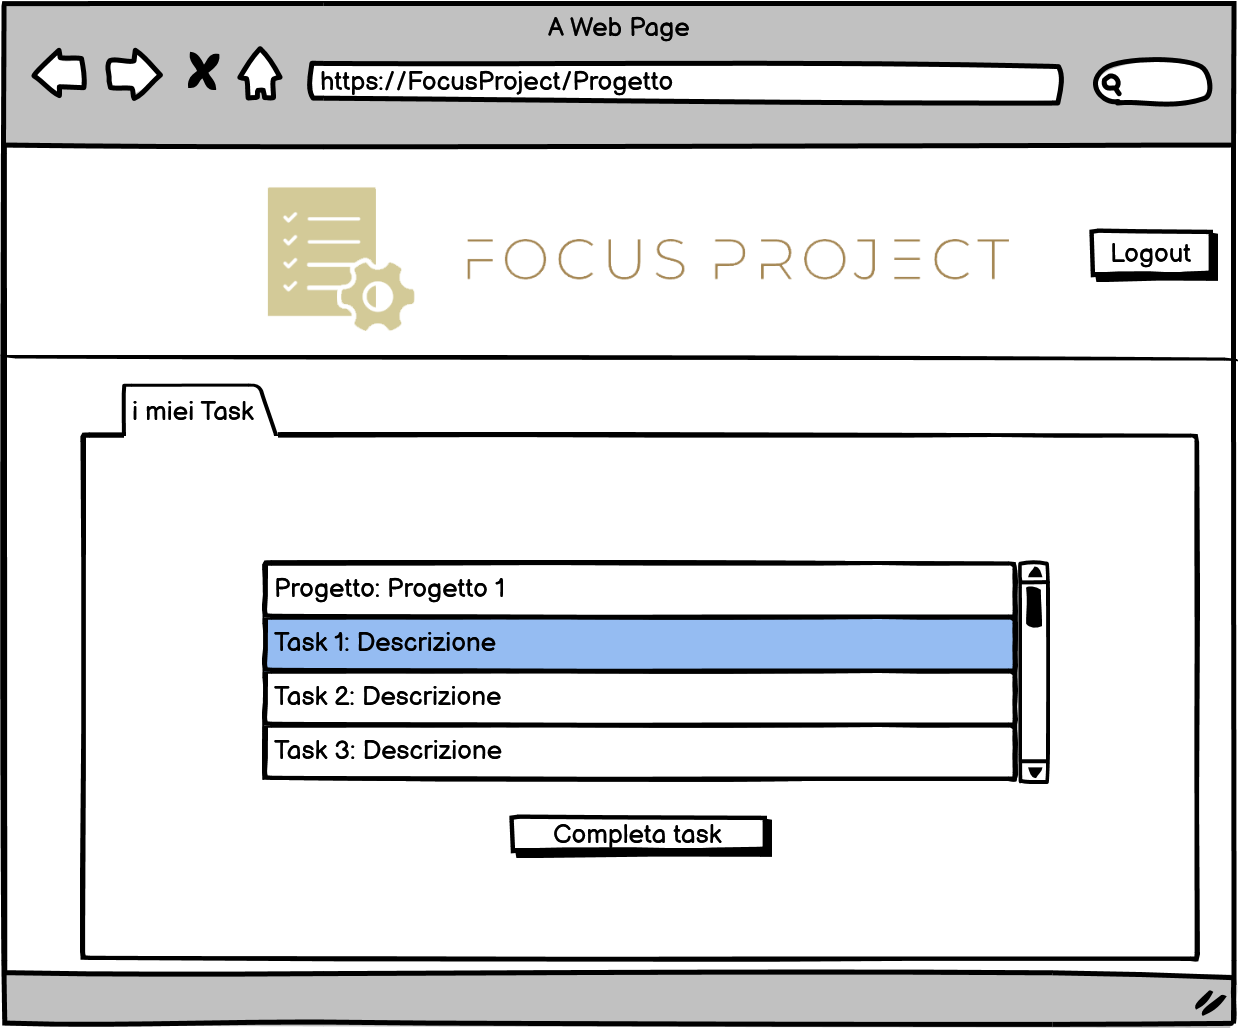 A Web Page
https://FocusProject/Progetto
FOCUS PROJECT
Logout
i miei Task
Progetto: Progetto 1
Task 1: Descrizione
Task 2: Descrizione
Task 3: Descrizione
Completa task